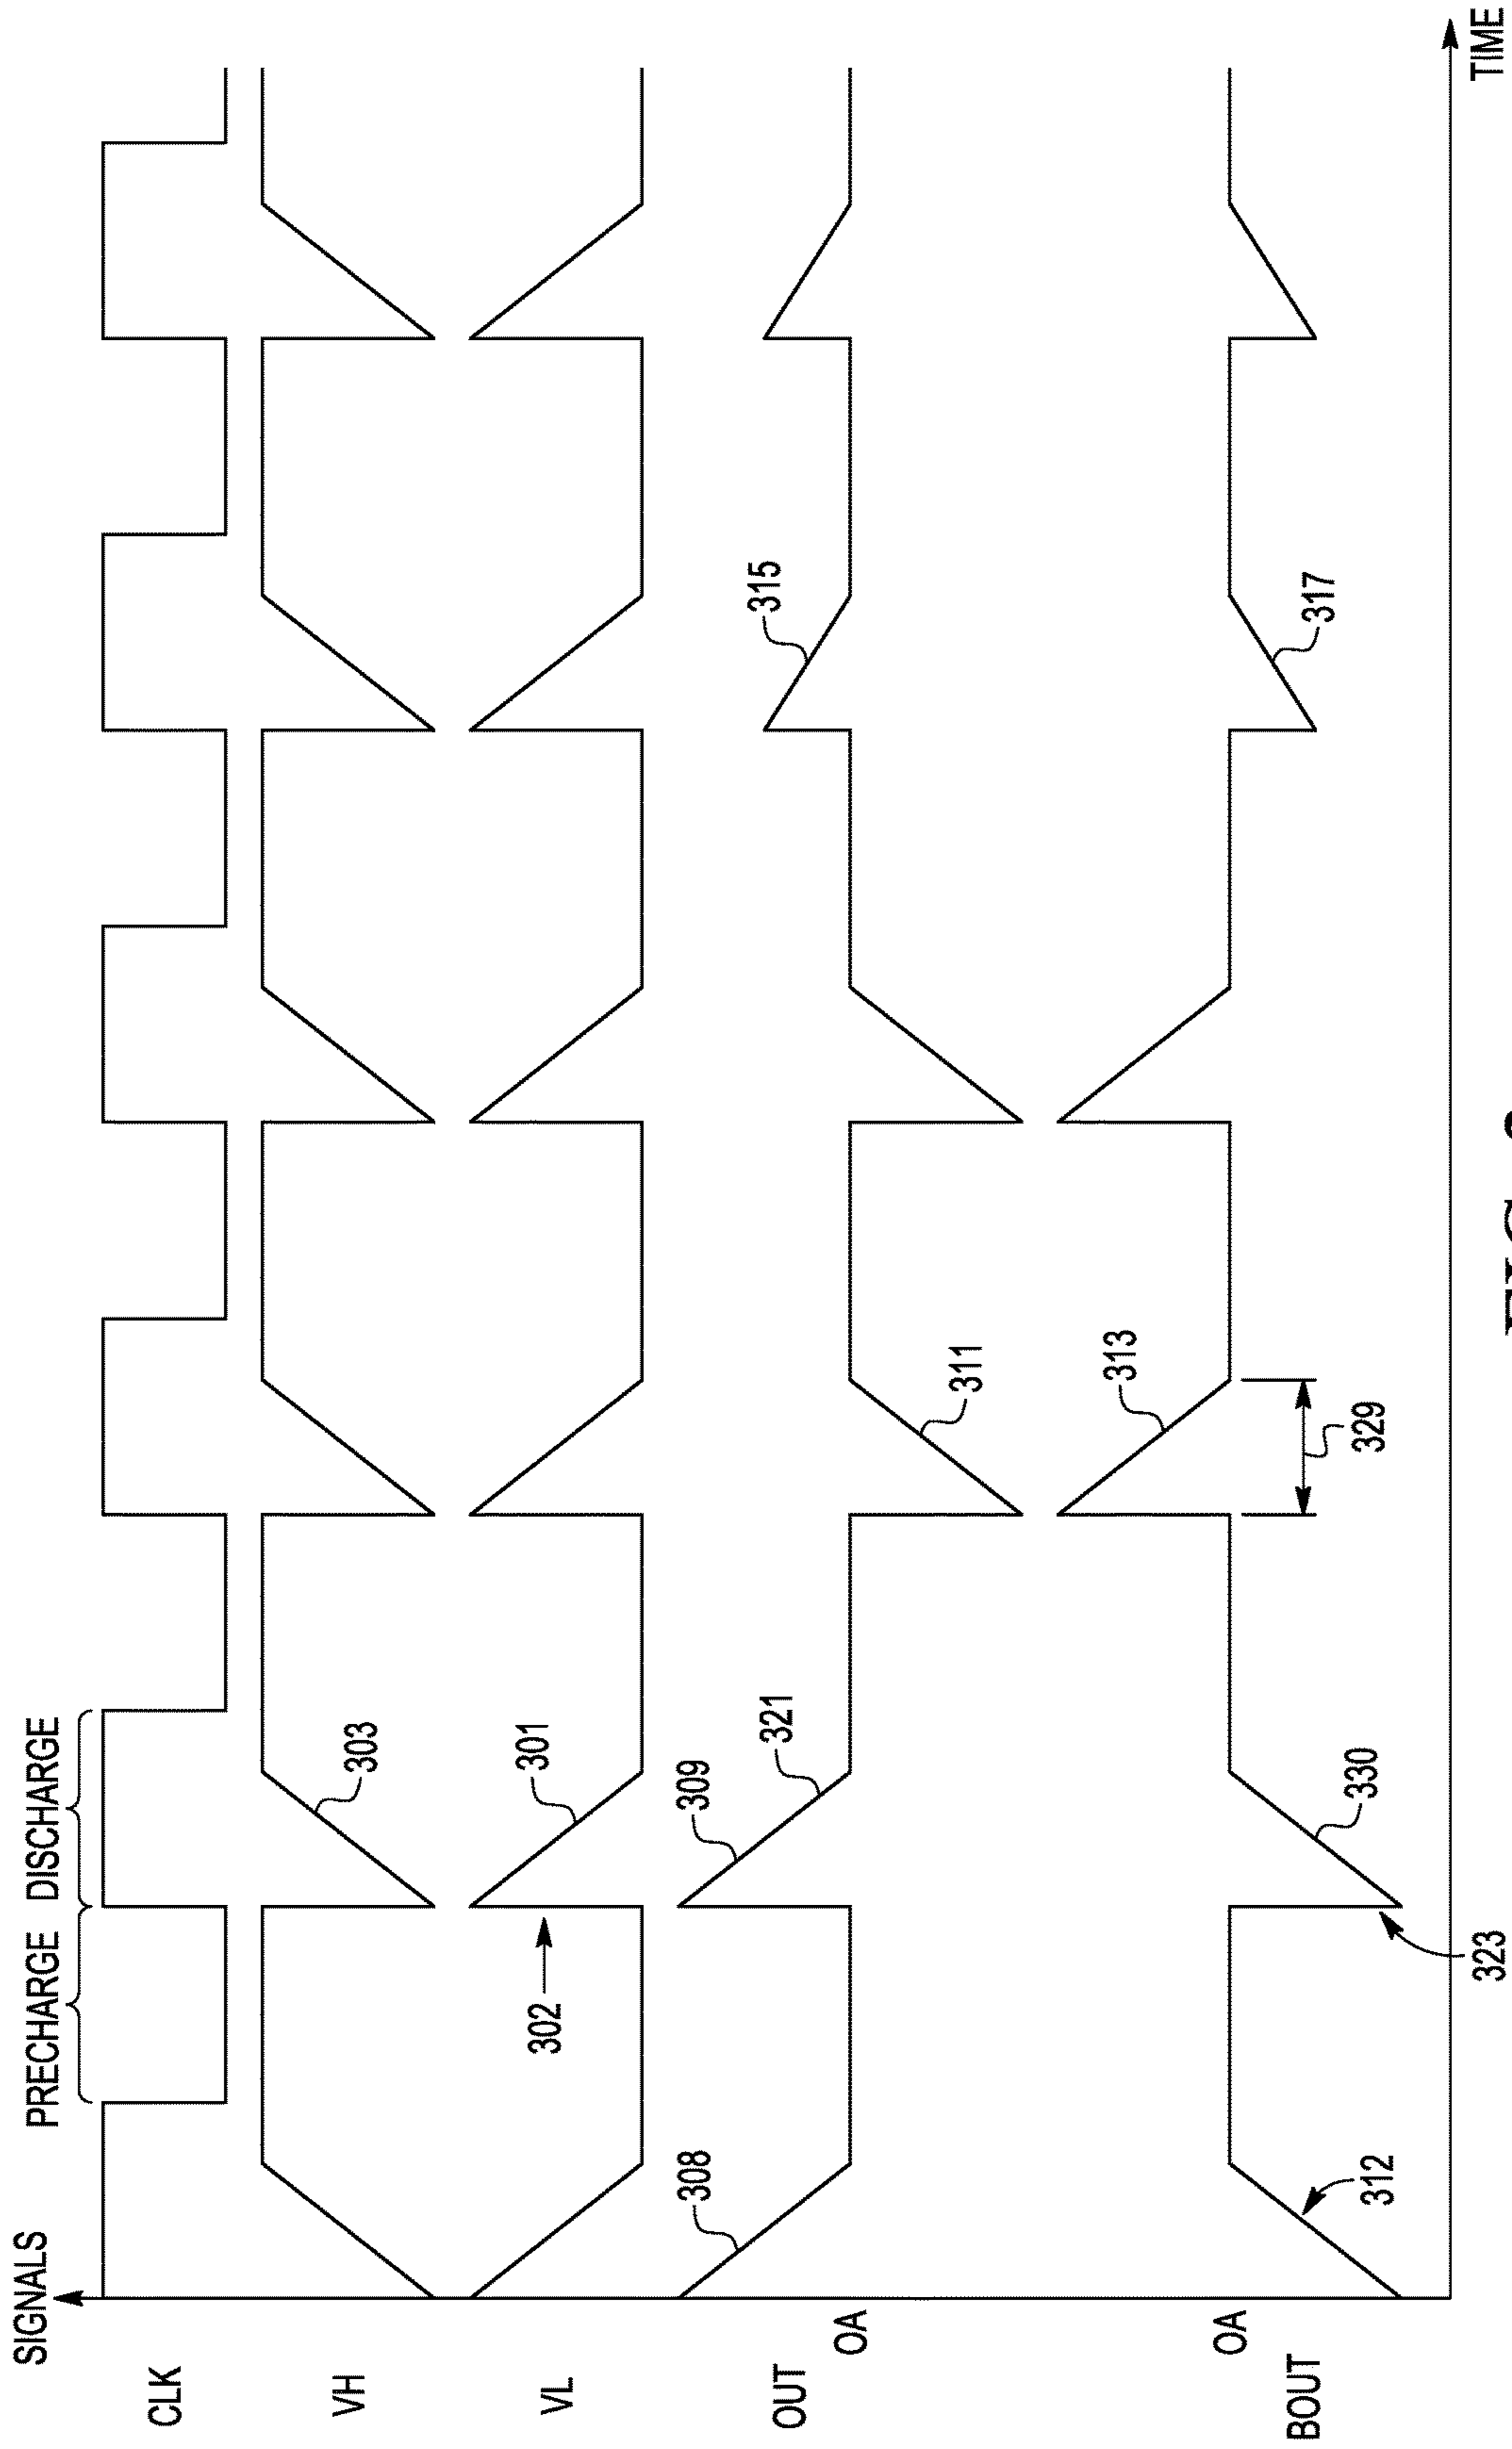 SIGNALS
PRECHARGE DISCHARGE
CLK
VH
303
VL
302
301
308
309
321
315
OUT
OA
311
313
OA
329
317
BOUT
312
330
323
TIME